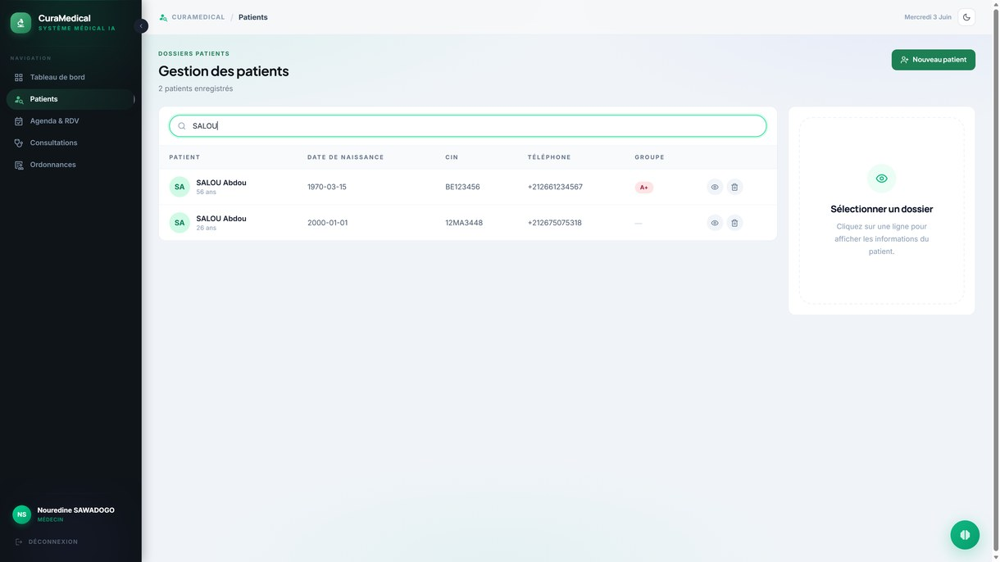 CuraMedical
SYSTÈME MÉDICAL IA
NAVIGATION
Tableau de bord
Patients
Agenda & RDV
Consultations
Ordonnances
NS
Nouredine SAWADOGO
MÉDECIN
DÉCONNEXION
CURAMEDICAL / Patients
Mercredi 3 Juin
DOSSIERS PATIENTS
Gestion des patients
2 patients enregistrés
Nouveau patient
SALOU
PATIENT DATE DE NAISSANCE CIN TÉLÉPHONE GROUPE
SA SALOU Abdou 1970-03-15 BE123456 +212661234567 A+
56 ans
SA SALOU Abdou 2000-01-01 12MA3448 +212675075318 —
26 ans
Sélectionner un dossier
Cliquez sur une ligne pour
afficher les informations du
patient.